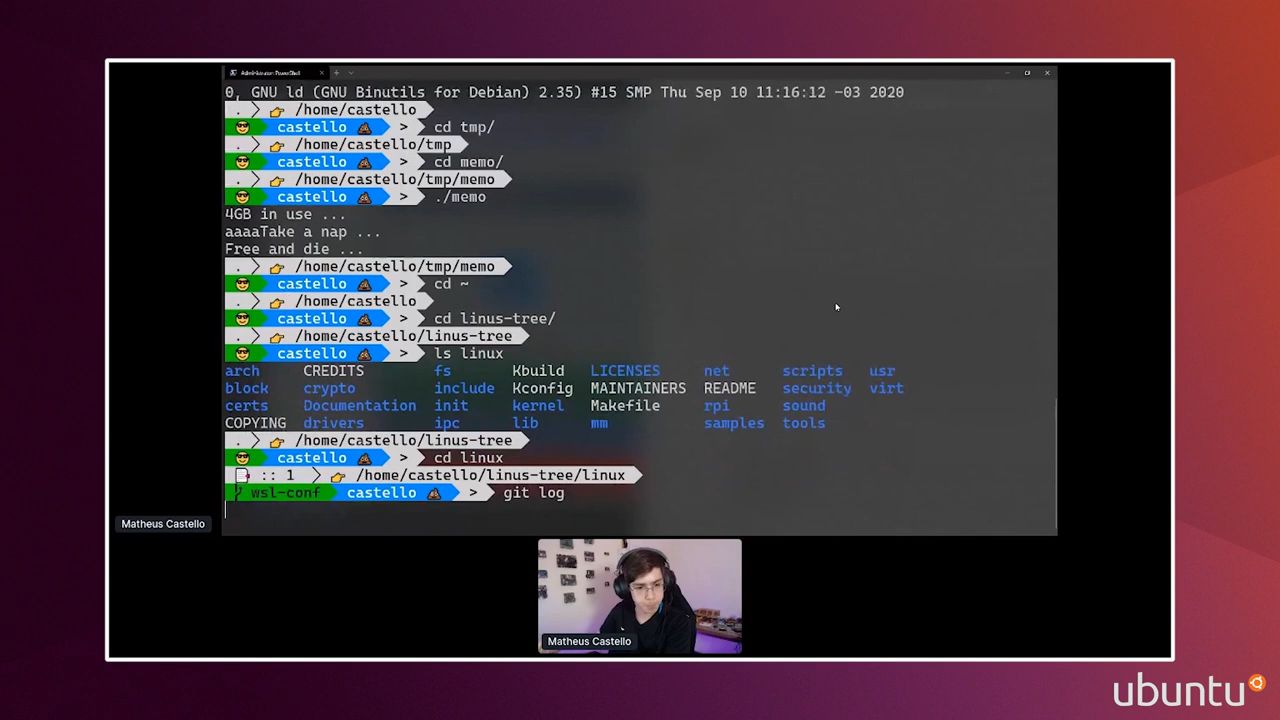 Administrator: PowerShell
0, GNU ld (GNU Binutils for Debian) 2.35) #15 SMP Thu Sep 10 11:16:12 -03 2020
. /home/castello
castello > cd tmp/
. /home/castello/tmp
castello > cd memo/
. /home/castello/tmp/memo
castello > ./memo
4GB in use ...
aaaaTake a nap ...
Free and die ...
. /home/castello/tmp/memo
castello > cd ~
. /home/castello
castello > cd linus-tree/
. /home/castello/linus-tree
castello > ls linux
arch CREDITS fs Kbuild LICENSES net scripts usr
block crypto include Kconfig MAINTAINERS README security virt
certs Documentation init kernel Makefile rpi sound
COPYING drivers ipc lib mm samples tools
. /home/castello/linus-tree
castello > cd linux
:: 1 /home/castello/linus-tree/linux
wsl-conf castello > git log
Matheus Castello
Matheus Castello
ubuntu